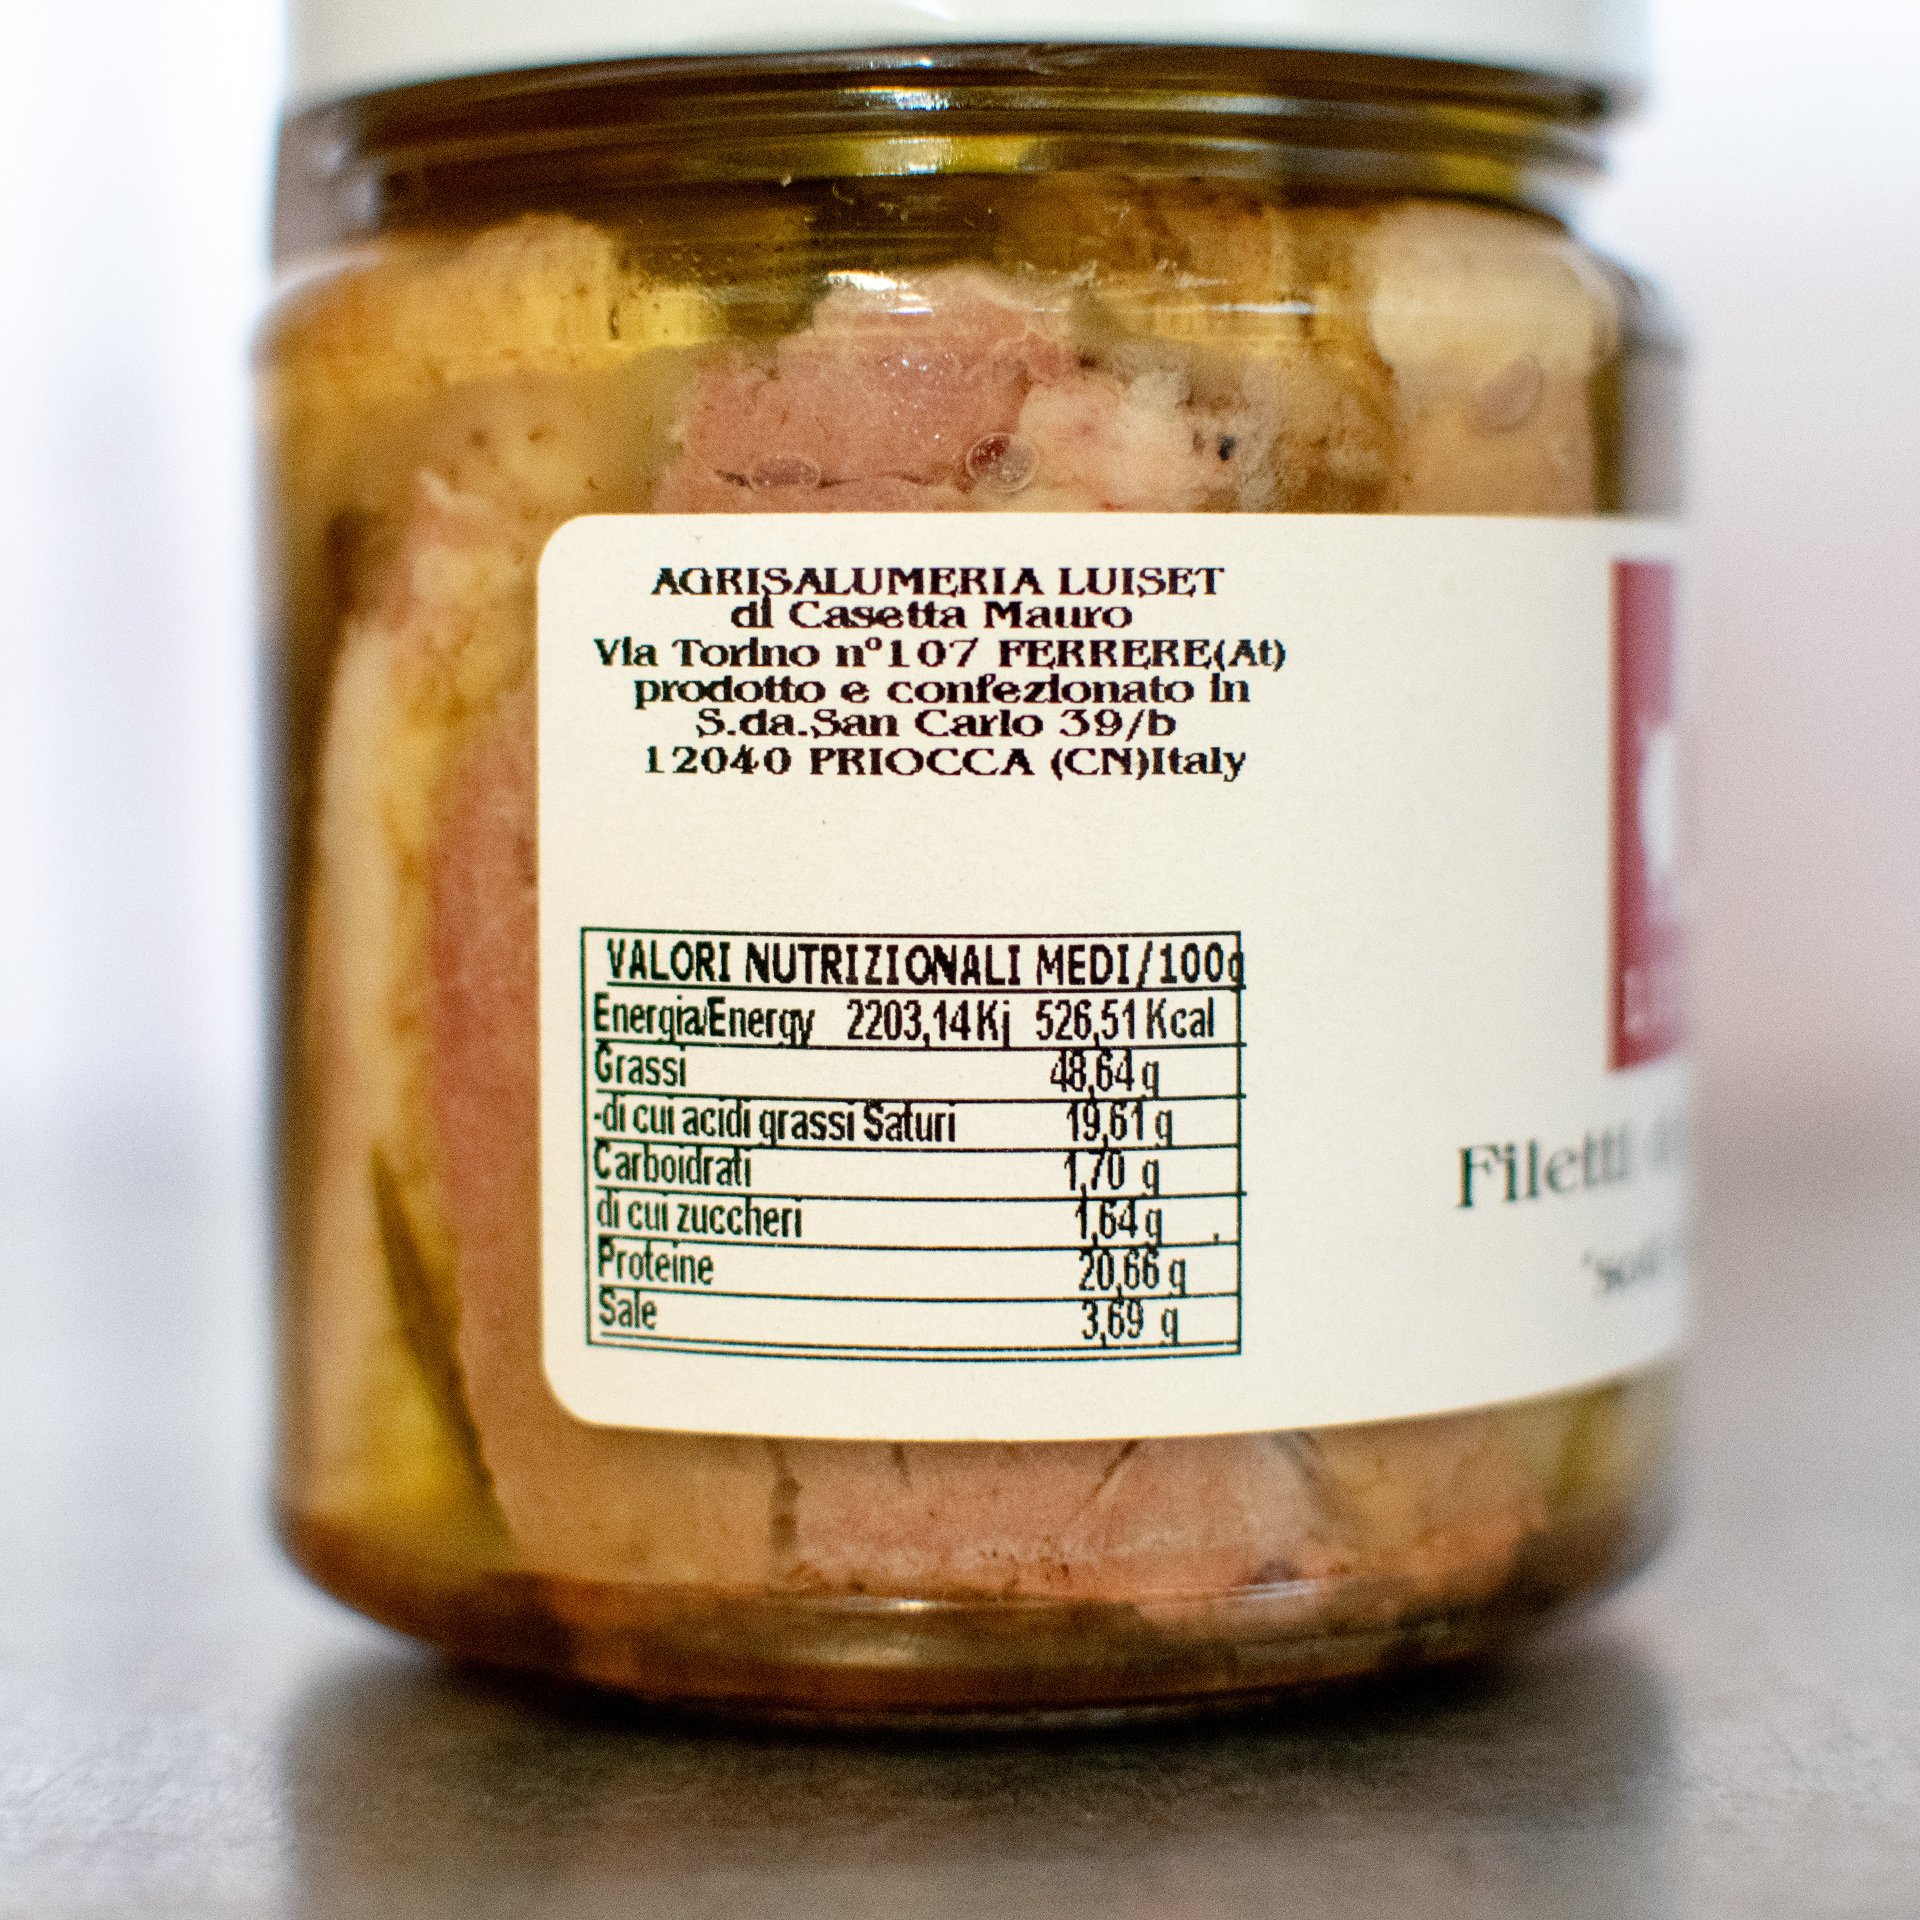 AGRISALUMERIA LUISET
di Casetta Mauro
Via Torino n°107 FERRERE(At)
prodotto e confezionato in
S.da.San Carlo 39/b
12040 PRIOCCA (CN)Italy
VALORI NUTRIZIONALI MEDI/100g
Energia/Energy 2203,14Kj 526,51 Kcal
Grassi 48,64 g
-di cui acidi grassi Saturi 19,61 g
Carboidrati 1,70 g
di cui zuccheri 1,64 g
Proteine 20,66 g
Sale 3,69 g
Filetti